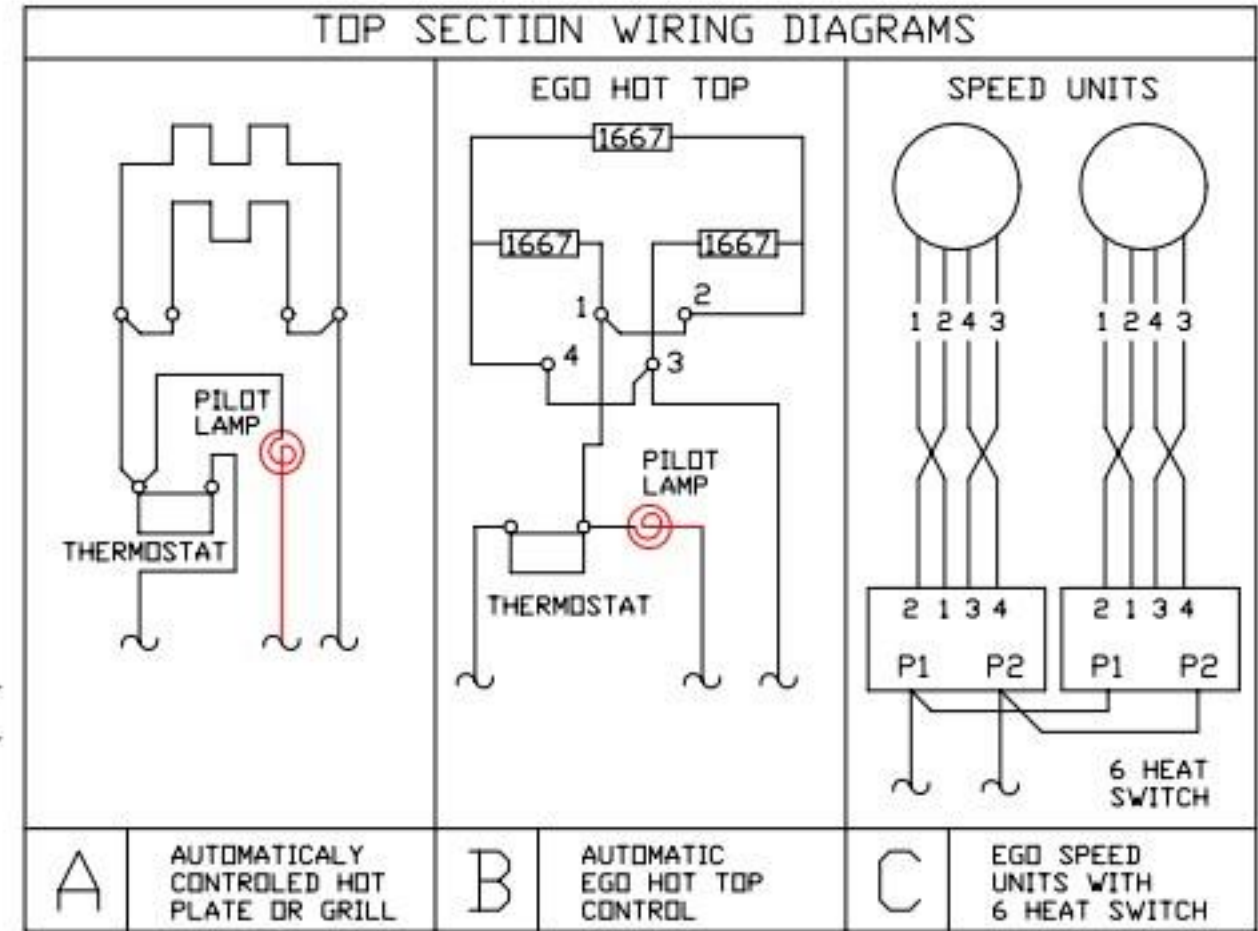 TOP SECTION WIRING DIAGRAMS
PILOT
LAMP
THERMOSTAT
A
AUTOMATICALY
CONTROLED HOT
PLATE OR GRILL
EGO HOT TOP
1667
1667 1667
1 2
4 3
PILOT
LAMP
THERMOSTAT
B
AUTOMATIC
EGO HOT TOP
CONTROL
SPEED UNITS
1 2 4 3 1 2 4 3
2 1 3 4 2 1 3 4
P1 P2 P1 P2
6 HEAT
SWITCH
C
EGO SPEED
UNITS WITH
6 HEAT SWITCH